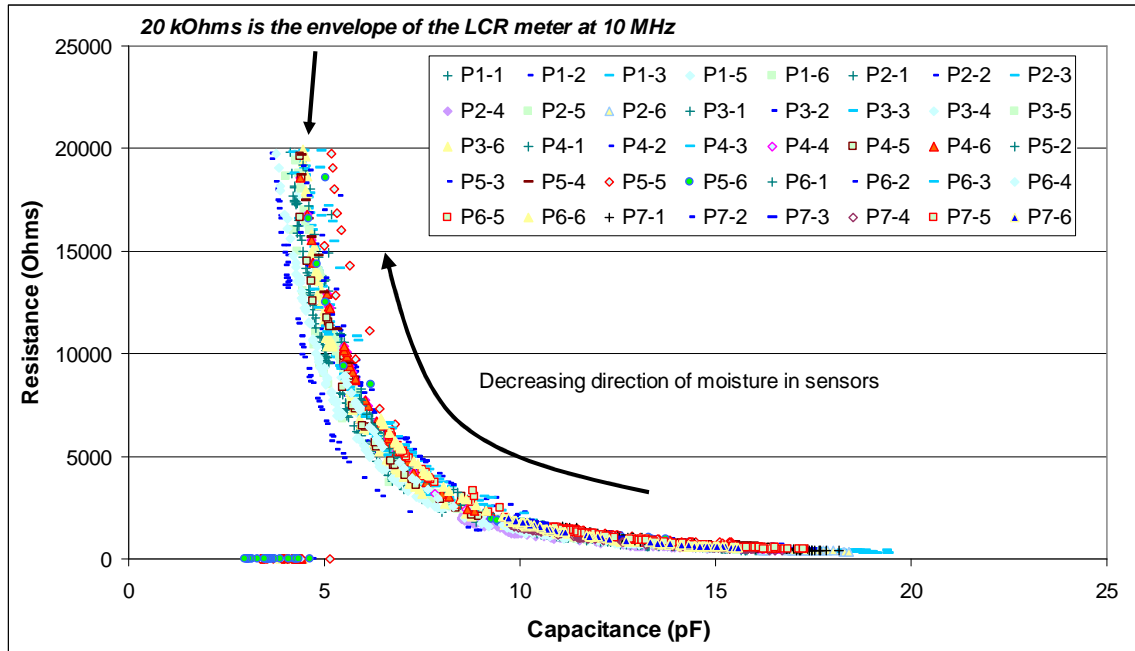 20 kOhms is the envelope of the LCR meter at 10 MHz
25000
20000
15000
10000
5000
0
Resistance (Ohms)
P1-1 P1-2 P1-3 P1-5 P1-6 P2-1 P2-2 P2-3
P2-4 P2-5 P2-6 P3-1 P3-2 P3-3 P3-4 P3-5
P3-6 P4-1 P4-2 P4-3 P4-4 P4-5 P4-6 P5-2
P5-3 P5-4 P5-5 P5-6 P6-1 P6-2 P6-3 P6-4
P6-5 P6-6 P7-1 P7-2 P7-3 P7-4 P7-5 P7-6
Decreasing direction of moisture in sensors
0 5 10 15 20 25
Capacitance (pF)